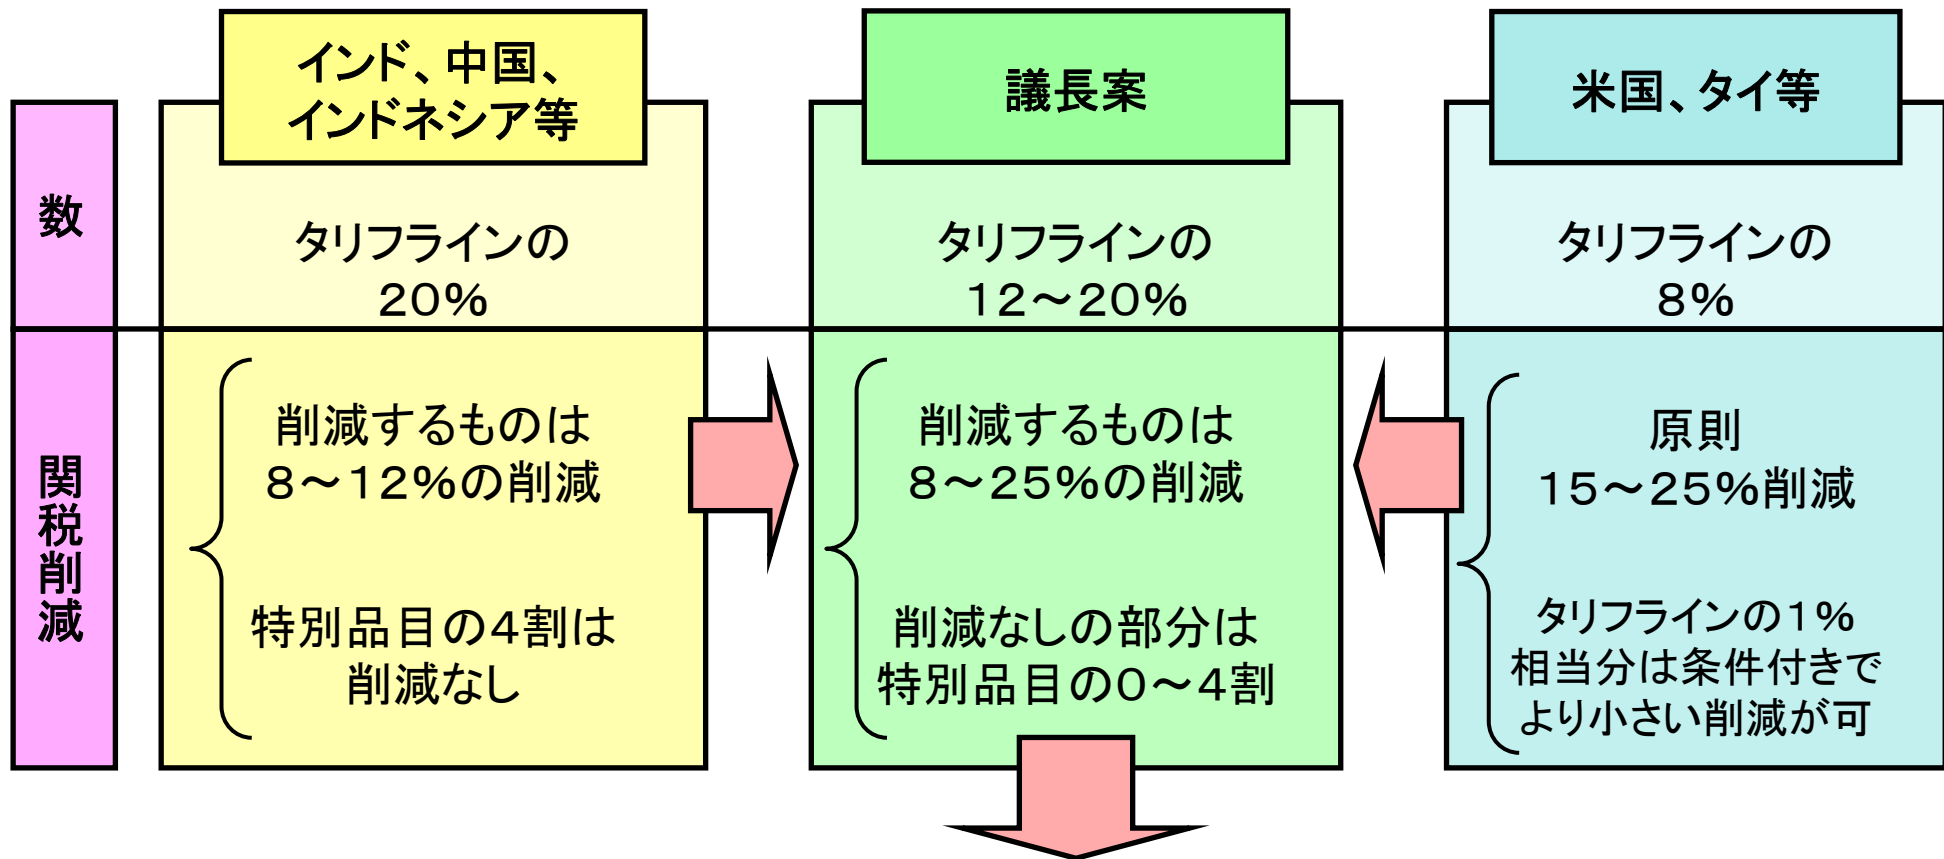 インド、中国、
インドネシア等
議長案
米国、タイ等
数
タリフラインの
20%
タリフラインの
12～20%
タリフラインの
8%
関税削減
削減するものは
8～12%の削減
特別品目の4割は
削減なし
削減するものは
8～25%の削減
削減なしの部分は
特別品目の0～4割
原則
15～25%削減
タリフラインの1%
相当分は条件付きで
より小さい削減が可